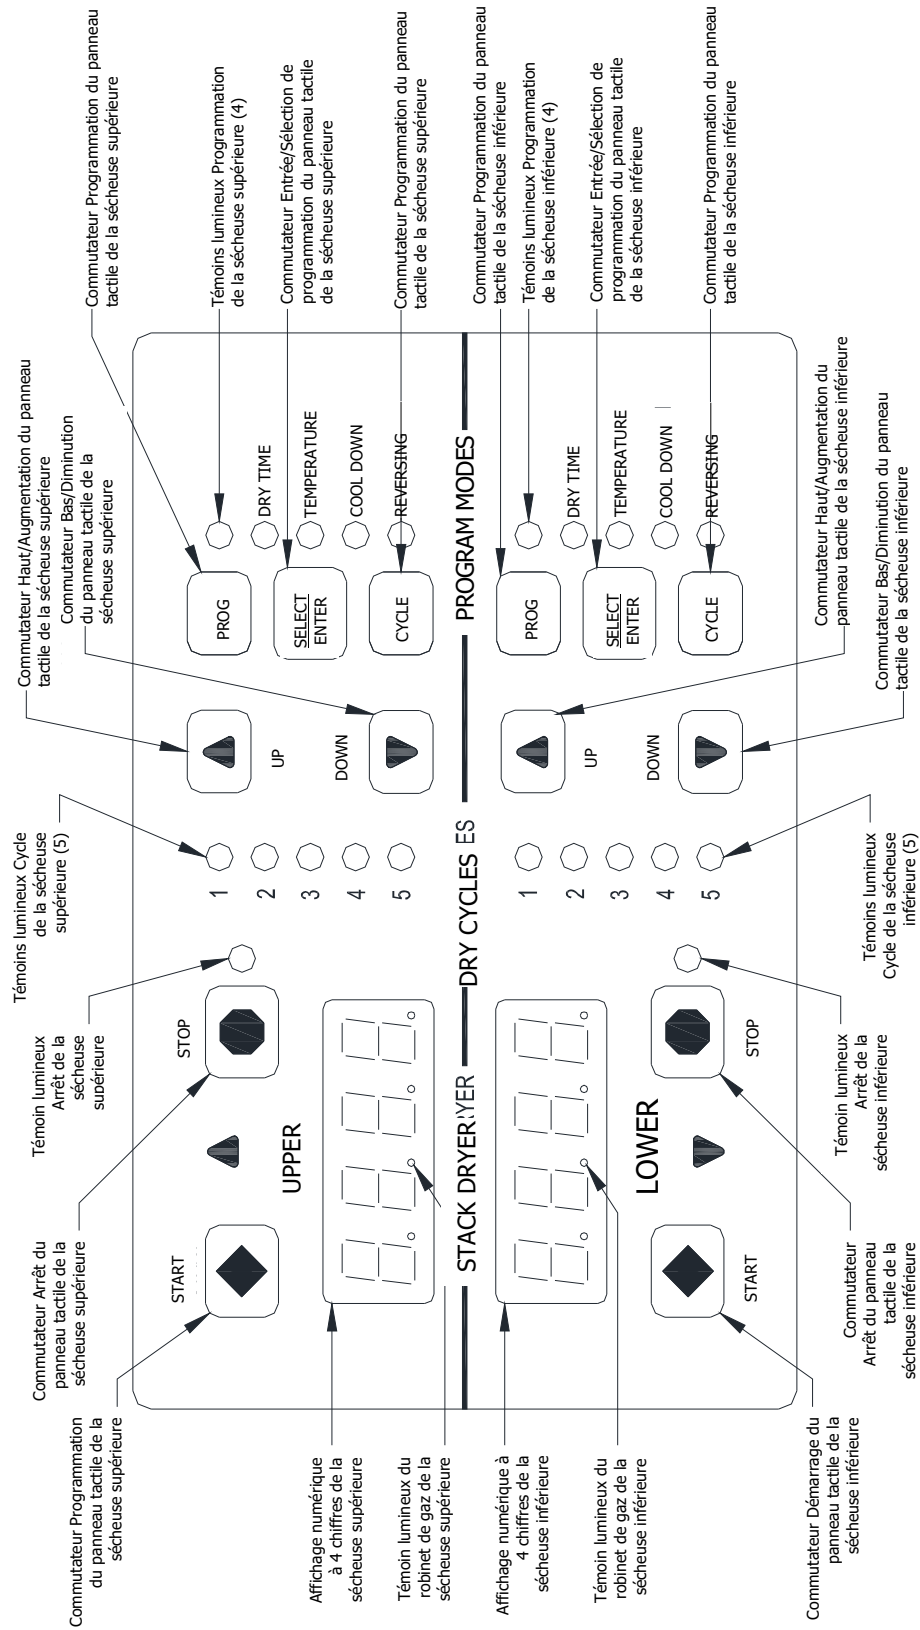 Commutateur Programmation
du panneau tactile de la
sécheuse supérieure
Commutateur Arrêt du
panneau tactile de la
sécheuse supérieure
Témoin lumineux
Arrêt de la
sécheuse
supérieure
Témoins lumineux Cycle
de la sécheuse
supérieure (5)
Commutateur Haut/Augmentation du panneau
tactile de la sécheuse supérieure
Commutateur Bas/Diminution
du panneau tactile de la
sécheuse supérieure
Commutateur Programmation du panneau
tactile de la sécheuse supérieure
Témoins lumineux Programmation
de la sécheuse supérieure (4)
Commutateur Entrée/Sélection de
programmation du panneau tactile
de la sécheuse supérieure
Commutateur Programmation du panneau
tactile de la sécheuse supérieure
START
STOP
UPPER
1
2
3
4
5
UP
DOWN
PROG
SELECT
ENTER
CYCLE
DRY TIME
TEMPERATURE
COOL DOWN
REVERSING
Affichage numérique
à 4 chiffres de la
sécheuse supérieure
Témoin lumineux du
robinet de gaz de la
sécheuse supérieure
STACK DRYER YER
DRY CYCLES ES
PROGRAM MODES
Affichage numérique à
4 chiffres de la
sécheuse inférieure
Témoin lumineux du
robinet de gaz de la
sécheuse inférieure
LOWER
START
STOP
1
2
3
4
5
UP
DOWN
PROG
SELECT
ENTER
CYCLE
DRY TIME
TEMPERATURE
COOL DOWN
REVERSING
Commutateur Programmation du panneau
tactile de la sécheuse inférieure
Témoins lumineux Programmation
de la sécheuse inférieure (4)
Commutateur Entrée/Sélection de
programmation du panneau tactile
de la sécheuse inférieure
Commutateur Programmation du panneau
tactile de la sécheuse inférieure
Commutateur Démarrage du
panneau tactile de la
sécheuse inférieure
Commutateur
Arrêt du panneau
tactile de la
sécheuse inférieure
Témoin lumineux
Arrêt de la
sécheuse inférieure
Témoins lumineux
Cycle de la sécheuse
inférieure (5)
Commutateur Haut/Augmentation du
panneau tactile de la sécheuse inférieure
Commutateur Bas/Diminution du panneau
tactile de la sécheuse inférieure